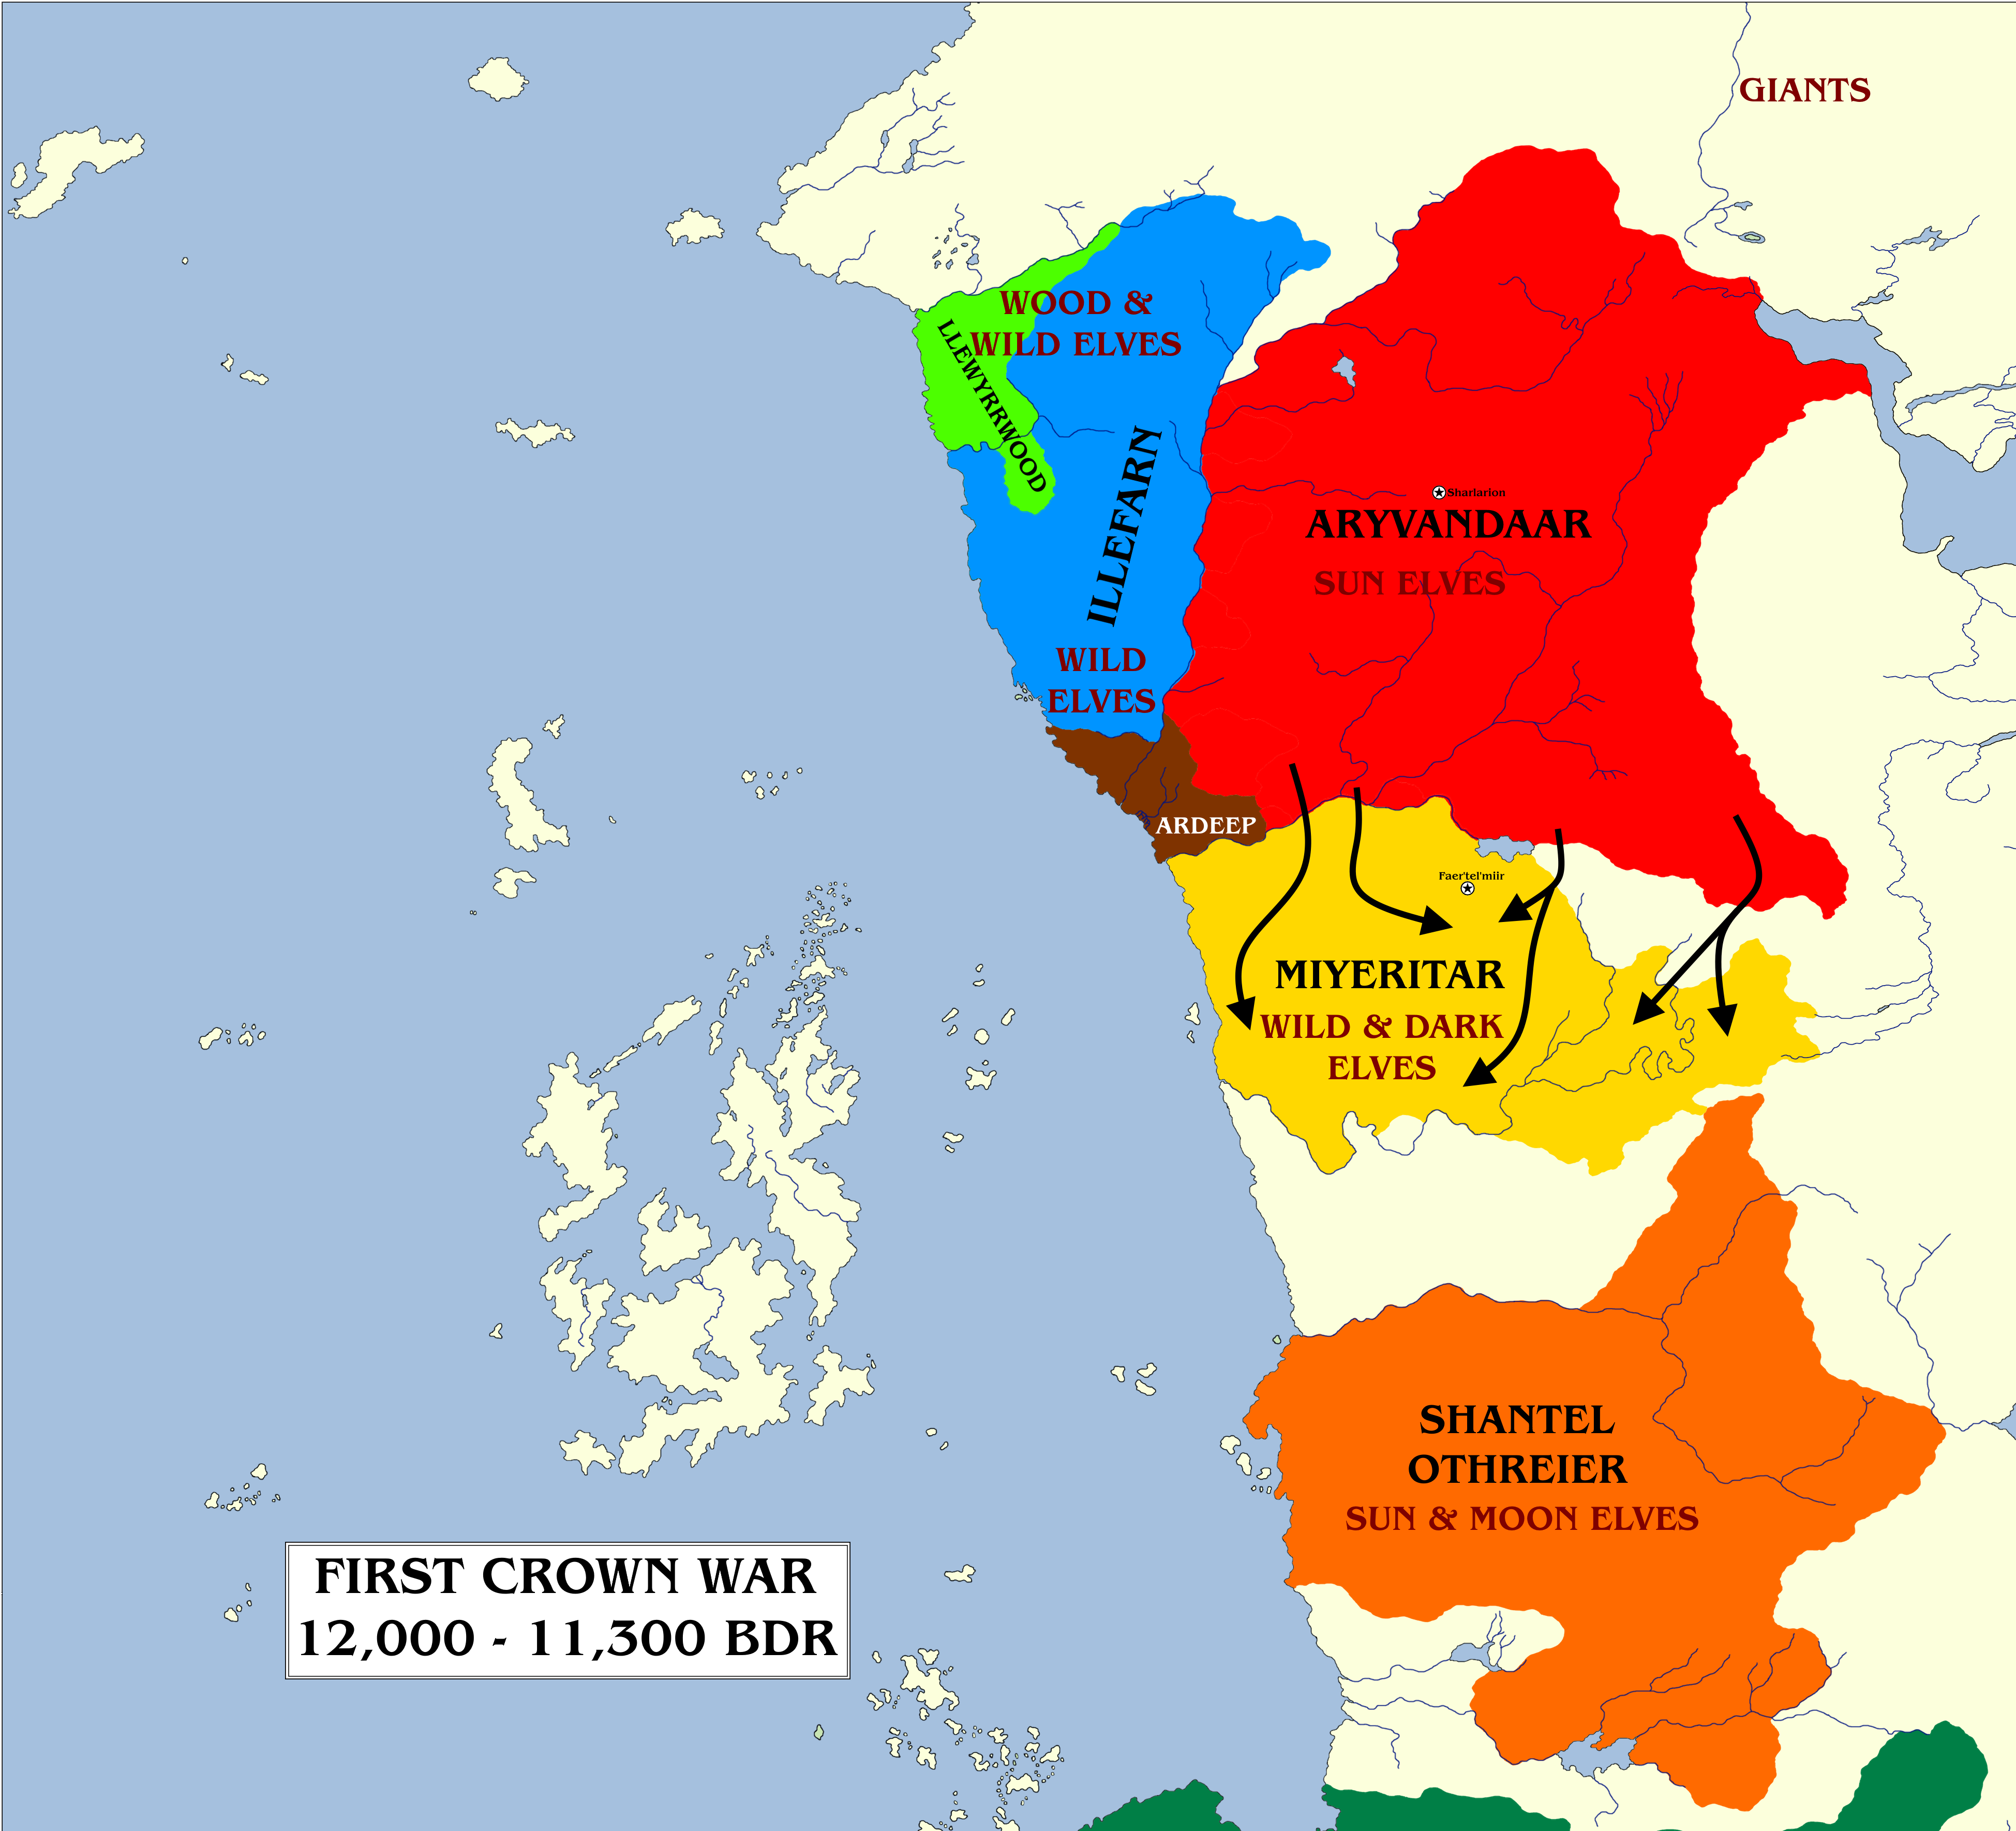 GIANTS
WOOD &
WILD ELVES
LLEWYRRWOOD
ILLEFARN
Sharlarion
ARYVANDAAR
SUN ELVES
WILD
ELVES
ARDEEP
Faer'tel'miir
MIYERITAR
WILD & DARK
ELVES
SHANTEL
OTHREIER
SUN & MOON ELVES
FIRST CROWN WAR
12,000 - 11,300 BDR